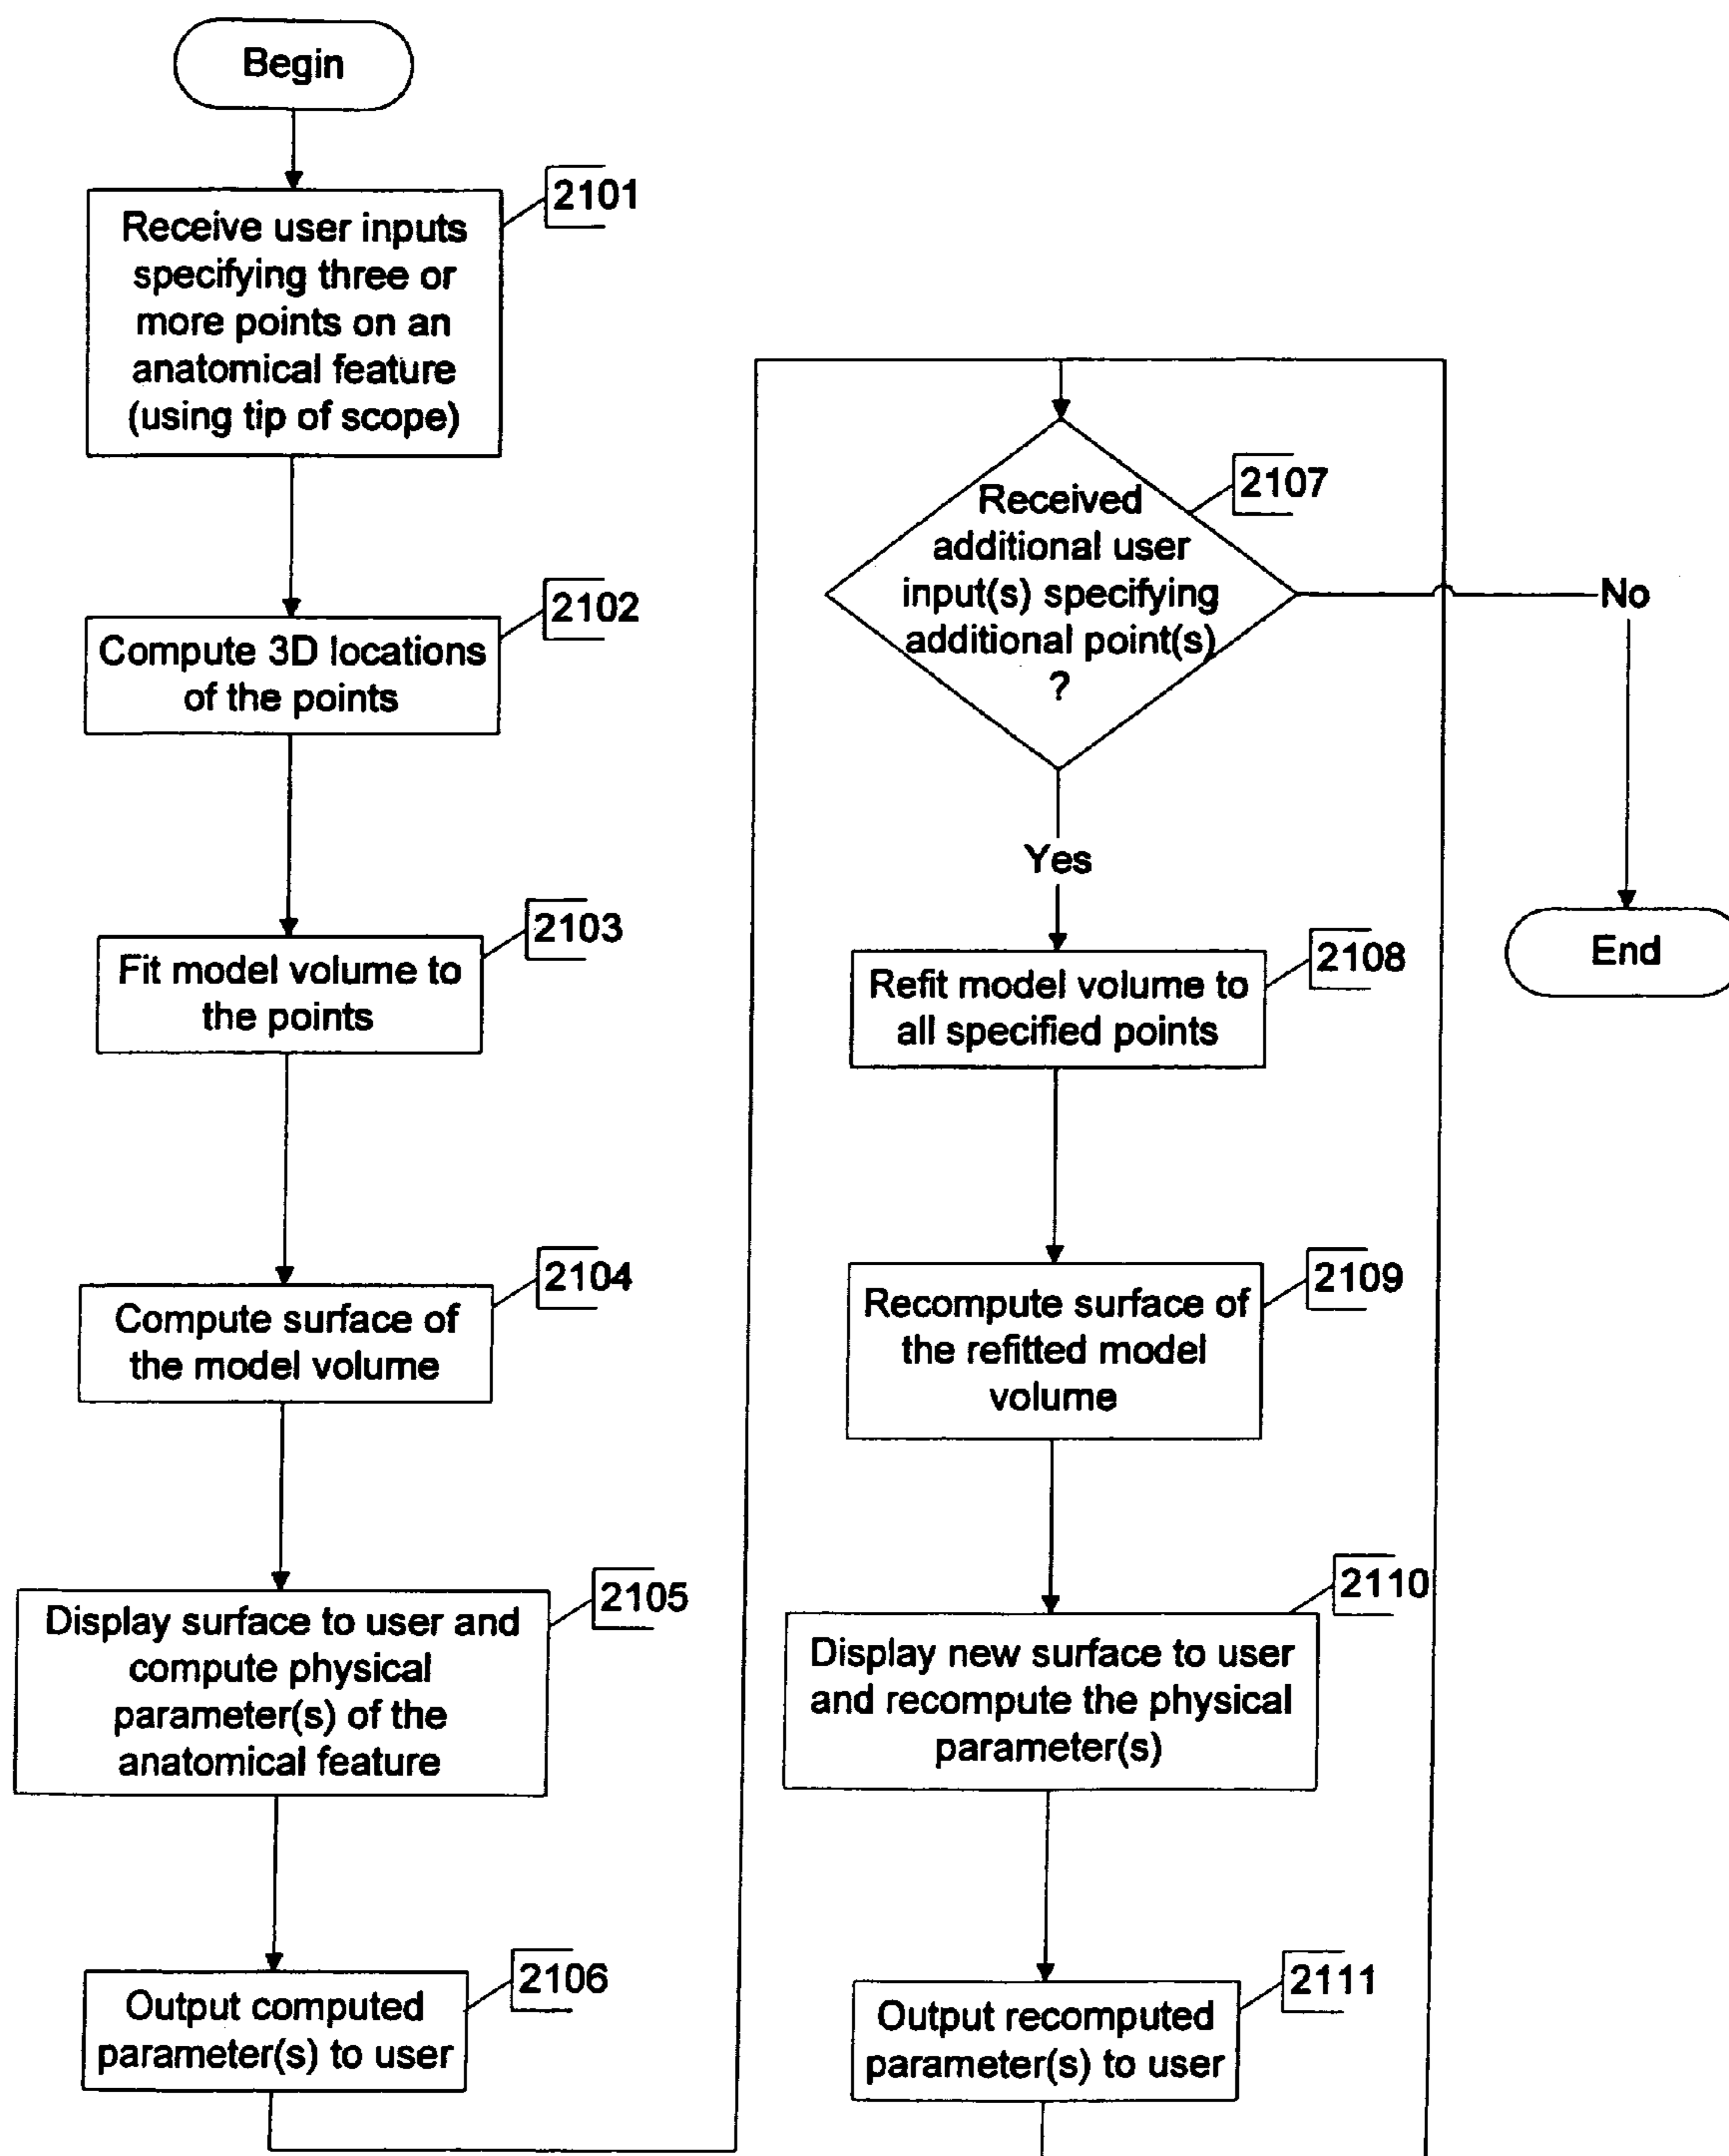 Begin
2101
Receive user inputs
specifying three or
more points on an
anatomical feature
(using tip of scope)
2102
Compute 3D locations
of the points
2103
Fit model volume to
the points
2104
Compute surface of
the model volume
2105
Display surface to user and
compute physical
parameter(s) of the
anatomical feature
2106
Output computed
parameter(s) to user
2107
Received
additional user
input(s) specifying
additional point(s)
?
No
Yes
End
2108
Refit model volume to
all specified points
2109
Recompute surface of
the refitted model
volume
2110
Display new surface to user
and recompute the physical
parameter(s)
2111
Output recomputed
parameter(s) to user